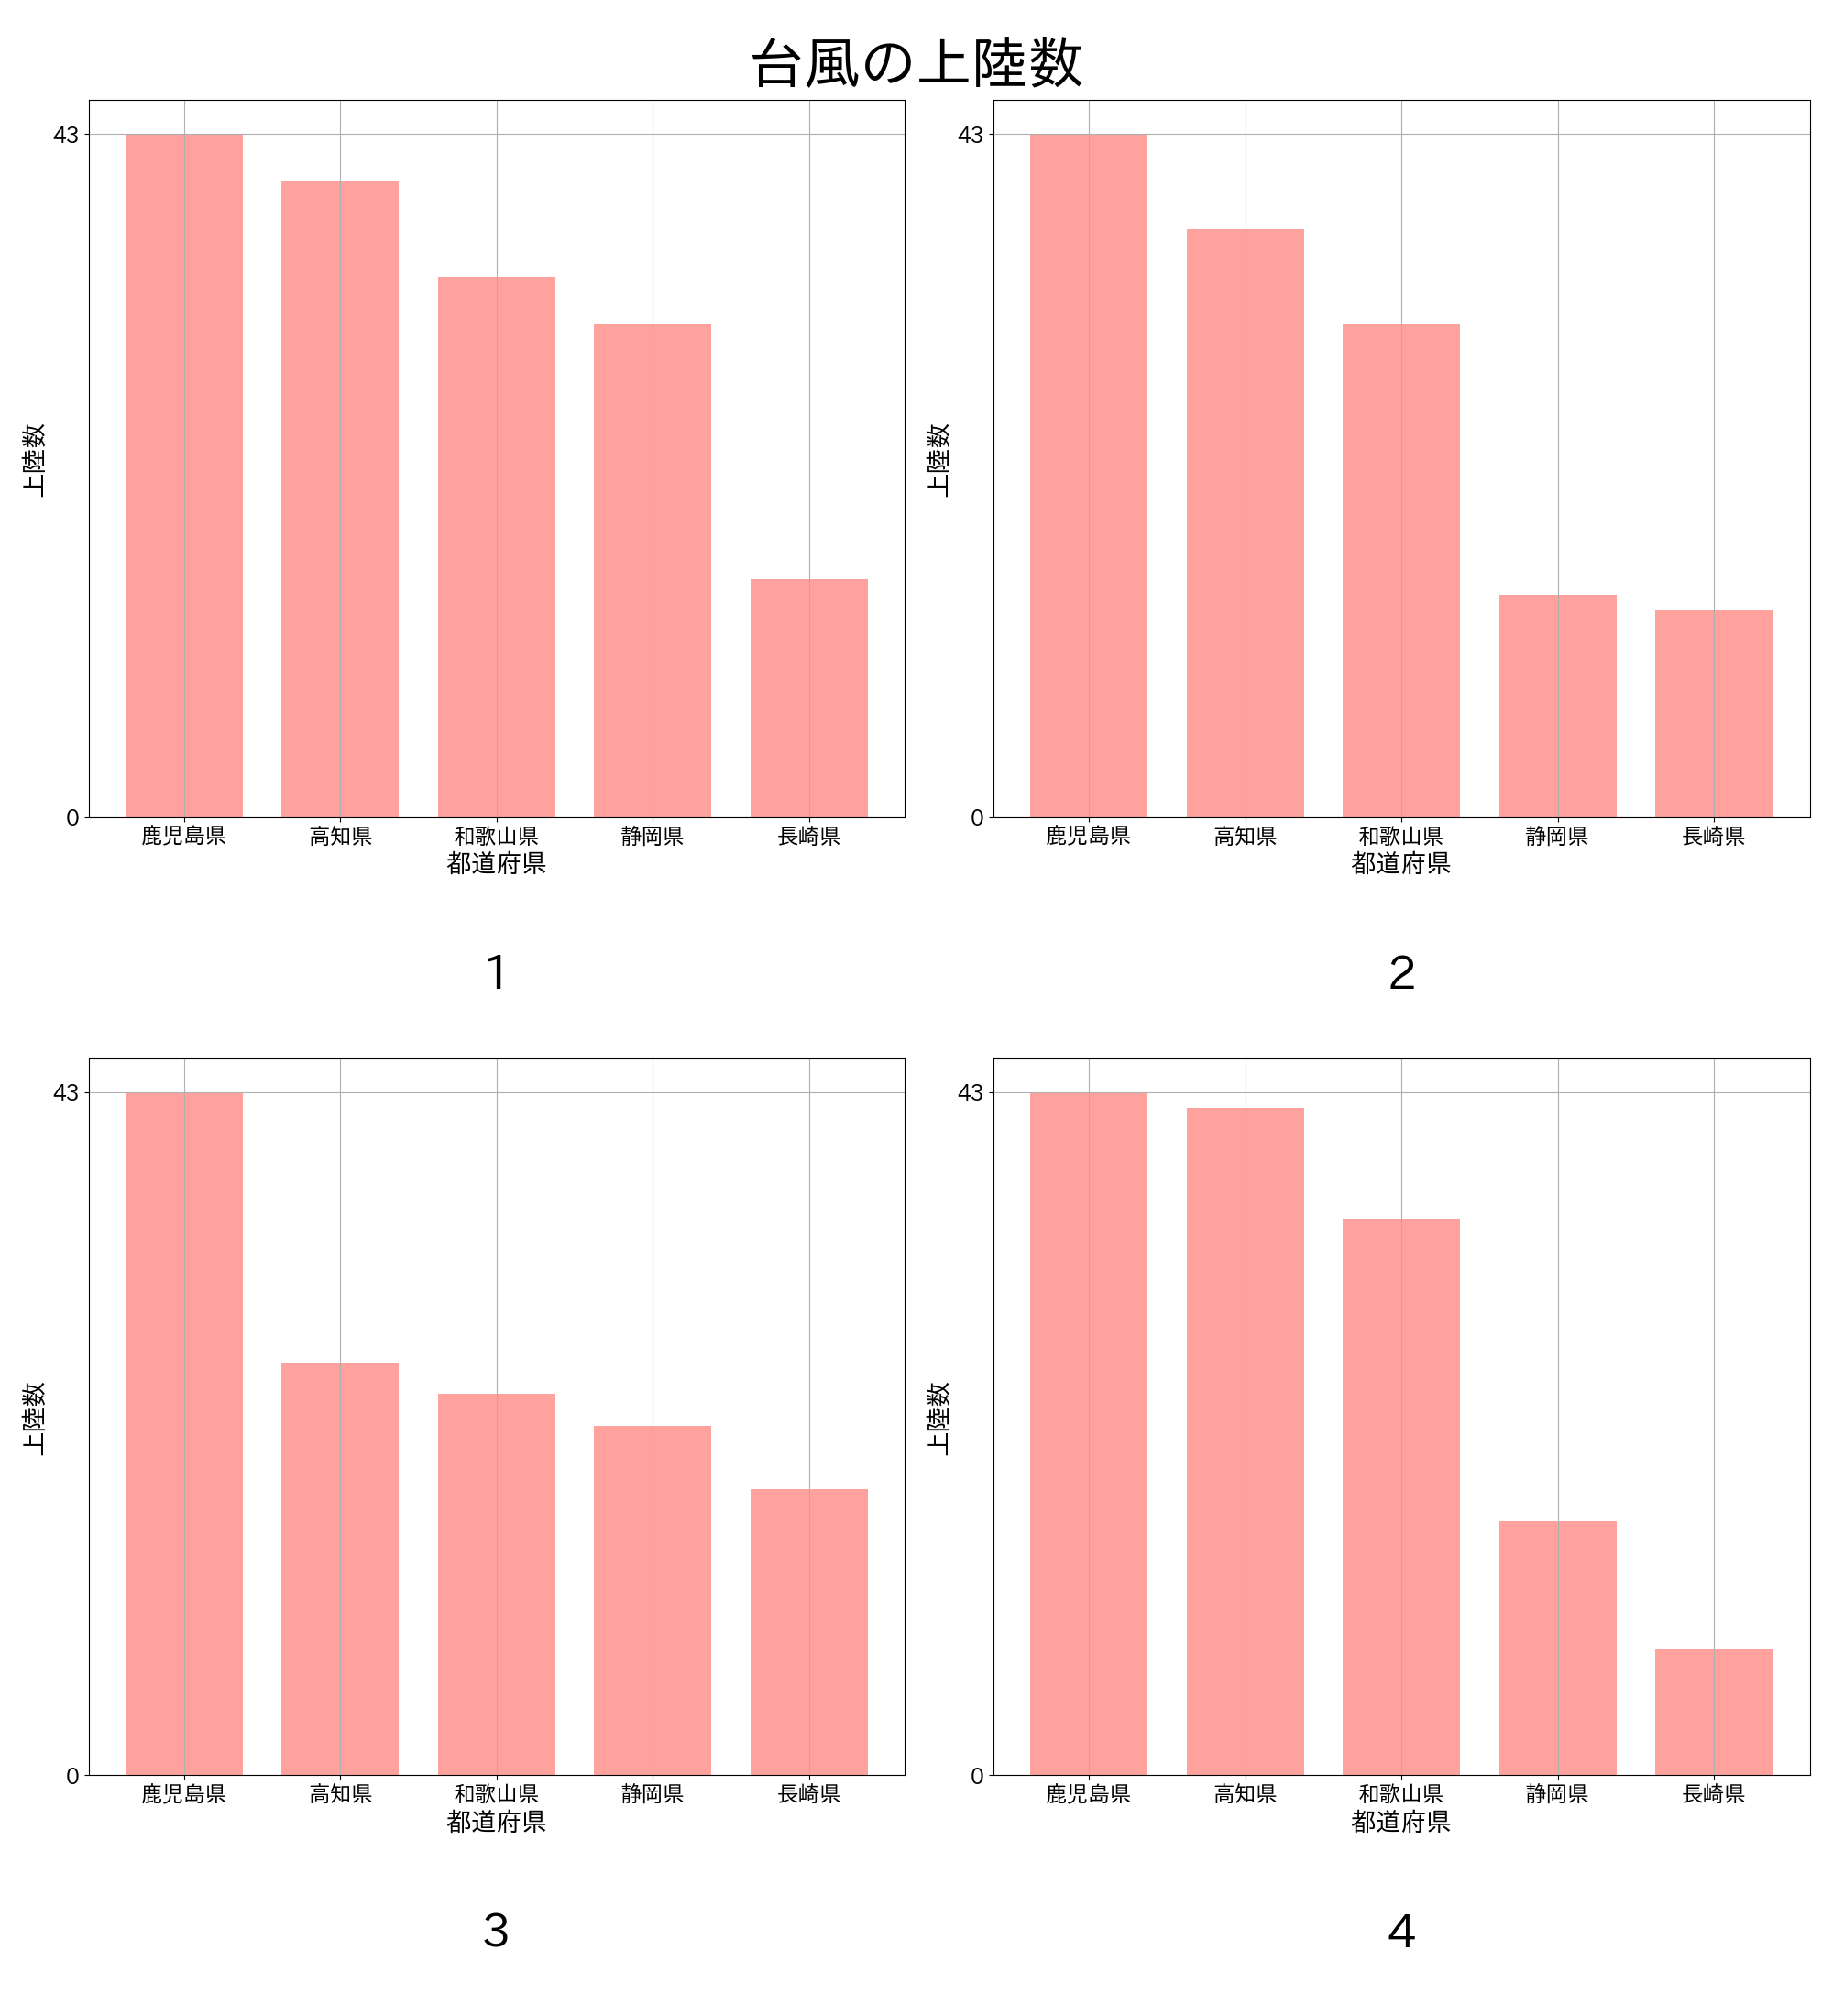 台風の上陸数
43
0
上陸数
鹿児島県 高知県 和歌山県 静岡県 長崎県
都道府県
1
43
0
上陸数
鹿児島県 高知県 和歌山県 静岡県 長崎県
都道府県
2
43
0
上陸数
鹿児島県 高知県 和歌山県 静岡県 長崎県
都道府県
3
43
0
上陸数
鹿児島県 高知県 和歌山県 静岡県 長崎県
都道府県
4